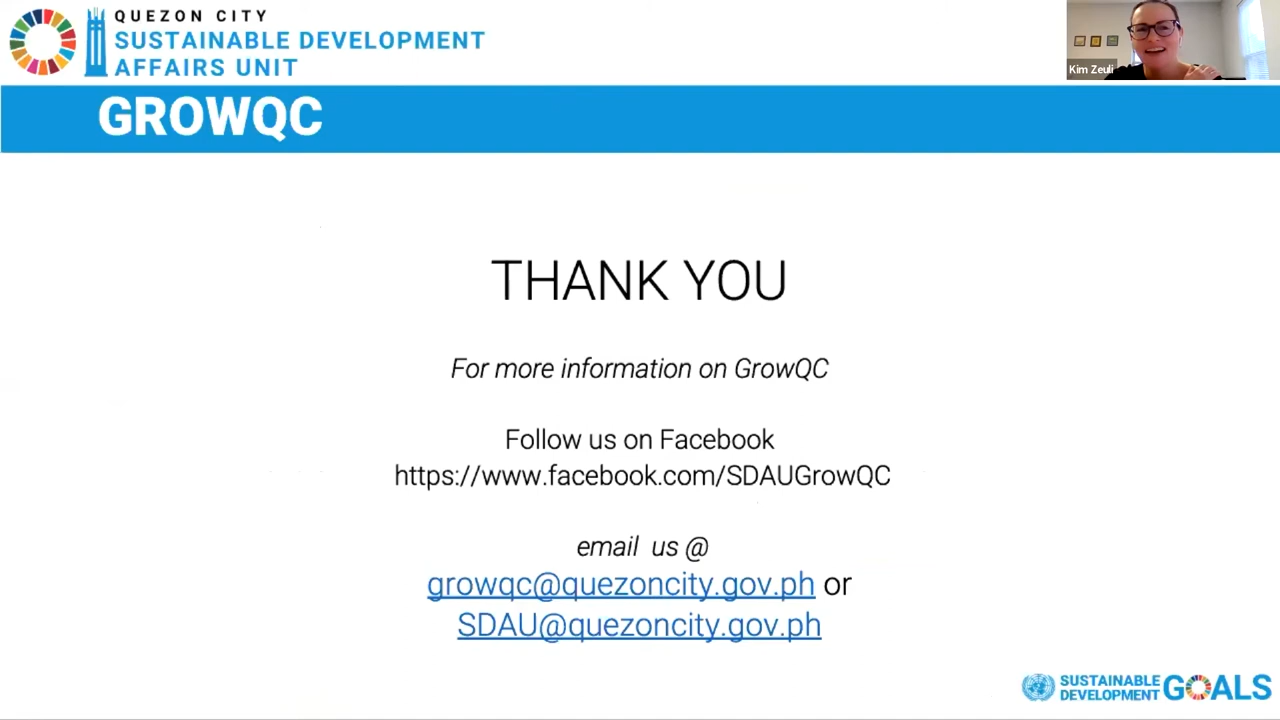 QUEZON CITY
SUSTAINABLE DEVELOPMENT
AFFAIRS UNIT
Kim Zeuli
GROWQC
THANK YOU
For more information on GrowQC
Follow us on Facebook
https://www.facebook.com/SDAUGrowQC
email us @
growqc@quezoncity.gov.ph or
SDAU@quezoncity.gov.ph
SUSTAINABLE
DEVELOPMENT
GOALS